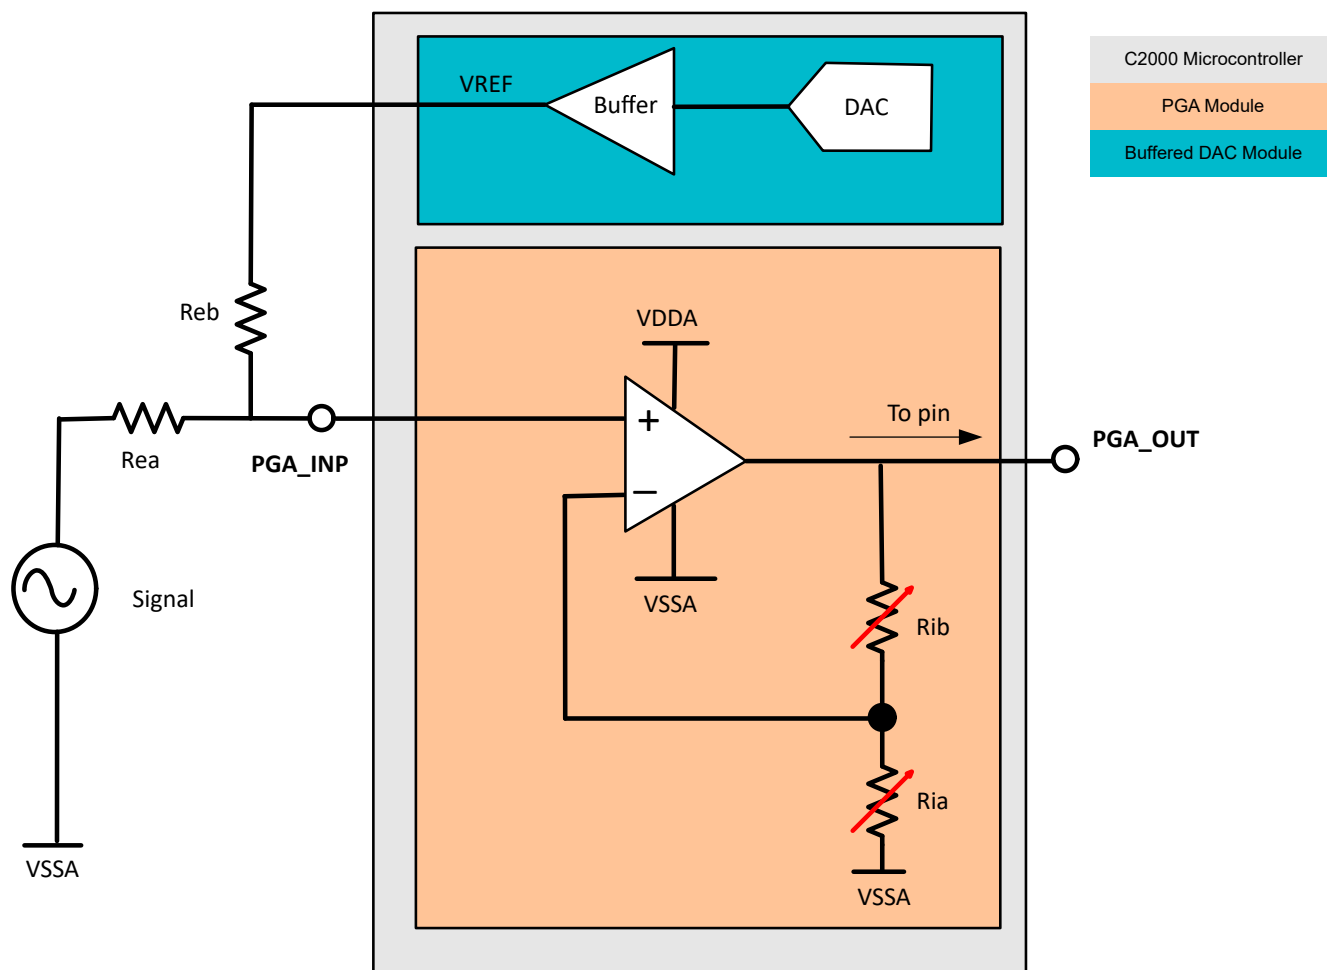 VREF
Buffer
DAC
C2000 Microcontroller
PGA Module
Buffered DAC Module
Reb
VDDA
Rea
PGA_INP
+
To pin
PGA_OUT
−
Signal
VSSA
Rib
Ria
VSSA
VSSA